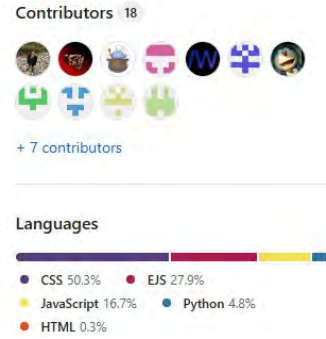 Contributors 18
W
+ 7 contributors
Languages
CSS 50.3% EJS 27.9%
JavaScript 16.7% Python 4.8%
HTML 0.3%